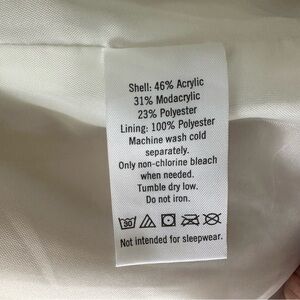 Shell: 46% Acrylic
31% Modacrylic
23% Polyester
Lining: 100% Polyester
Machine wash cold
separately.
Only non-chlorine bleach
when needed.
Tumble dry low.
Do not iron.
30
Not intended for sleepwear.